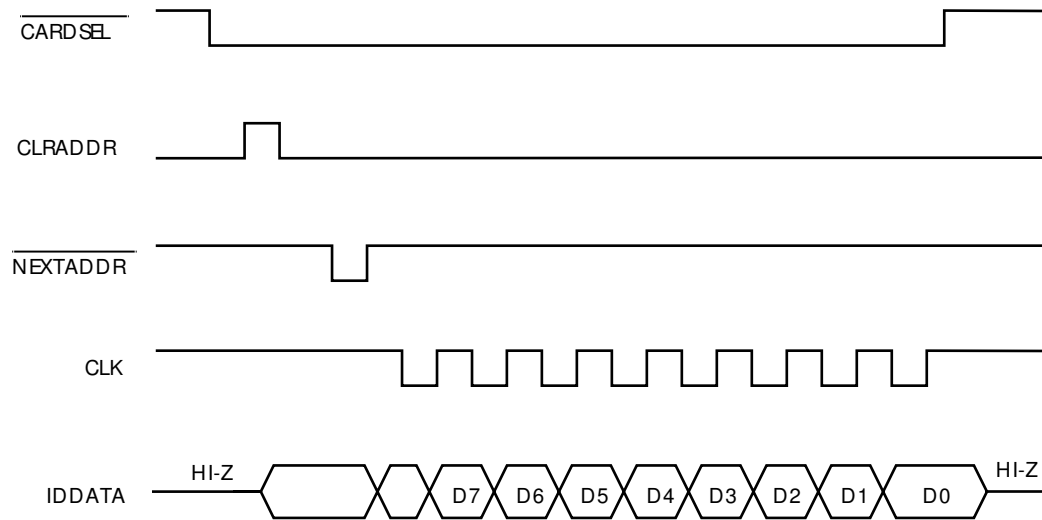 CARDSEL
CLRADDR
NEXTADDR
CLK
HI-Z HI-Z
IDDATA D7 D6 D5 D4 D3 D2 D1 D0